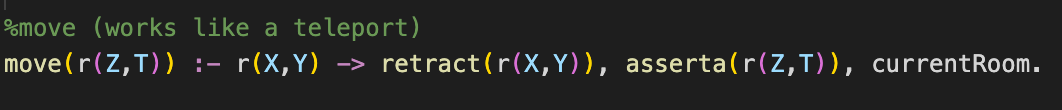 %move (works like a teleport)
move(r(Z,T)) :- r(X,Y) -> retract(r(X,Y)), asserta(r(Z,T)), currentRoom.